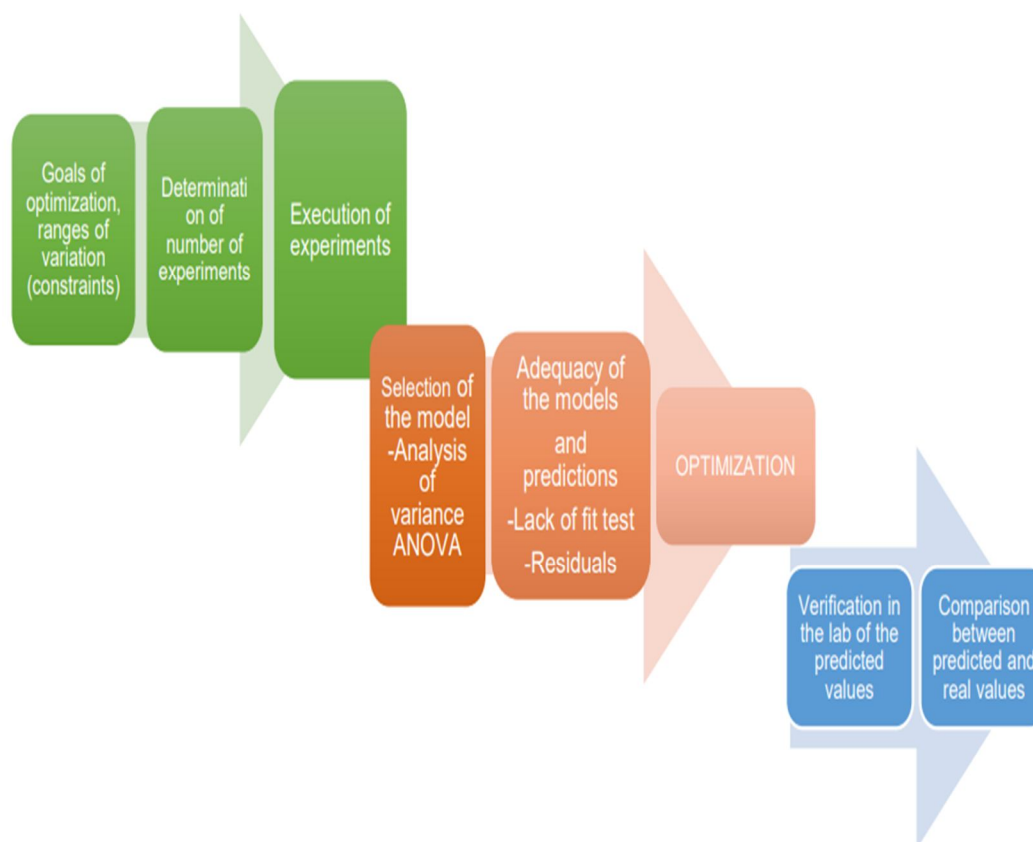 Goals of
optimization,
ranges of
variation
(constraints)
Determinati
on of
number of
experiments
Execution of
experiments
Selection of
the model
-Analysis
of
variance
ANOVA
Adequacy of
the models
and
predictions
-Lack of fit test
-Residuals
OPTIMIZATION
Verification in
the lab of the
predicted
values
Comparison
between
predicted and
real values